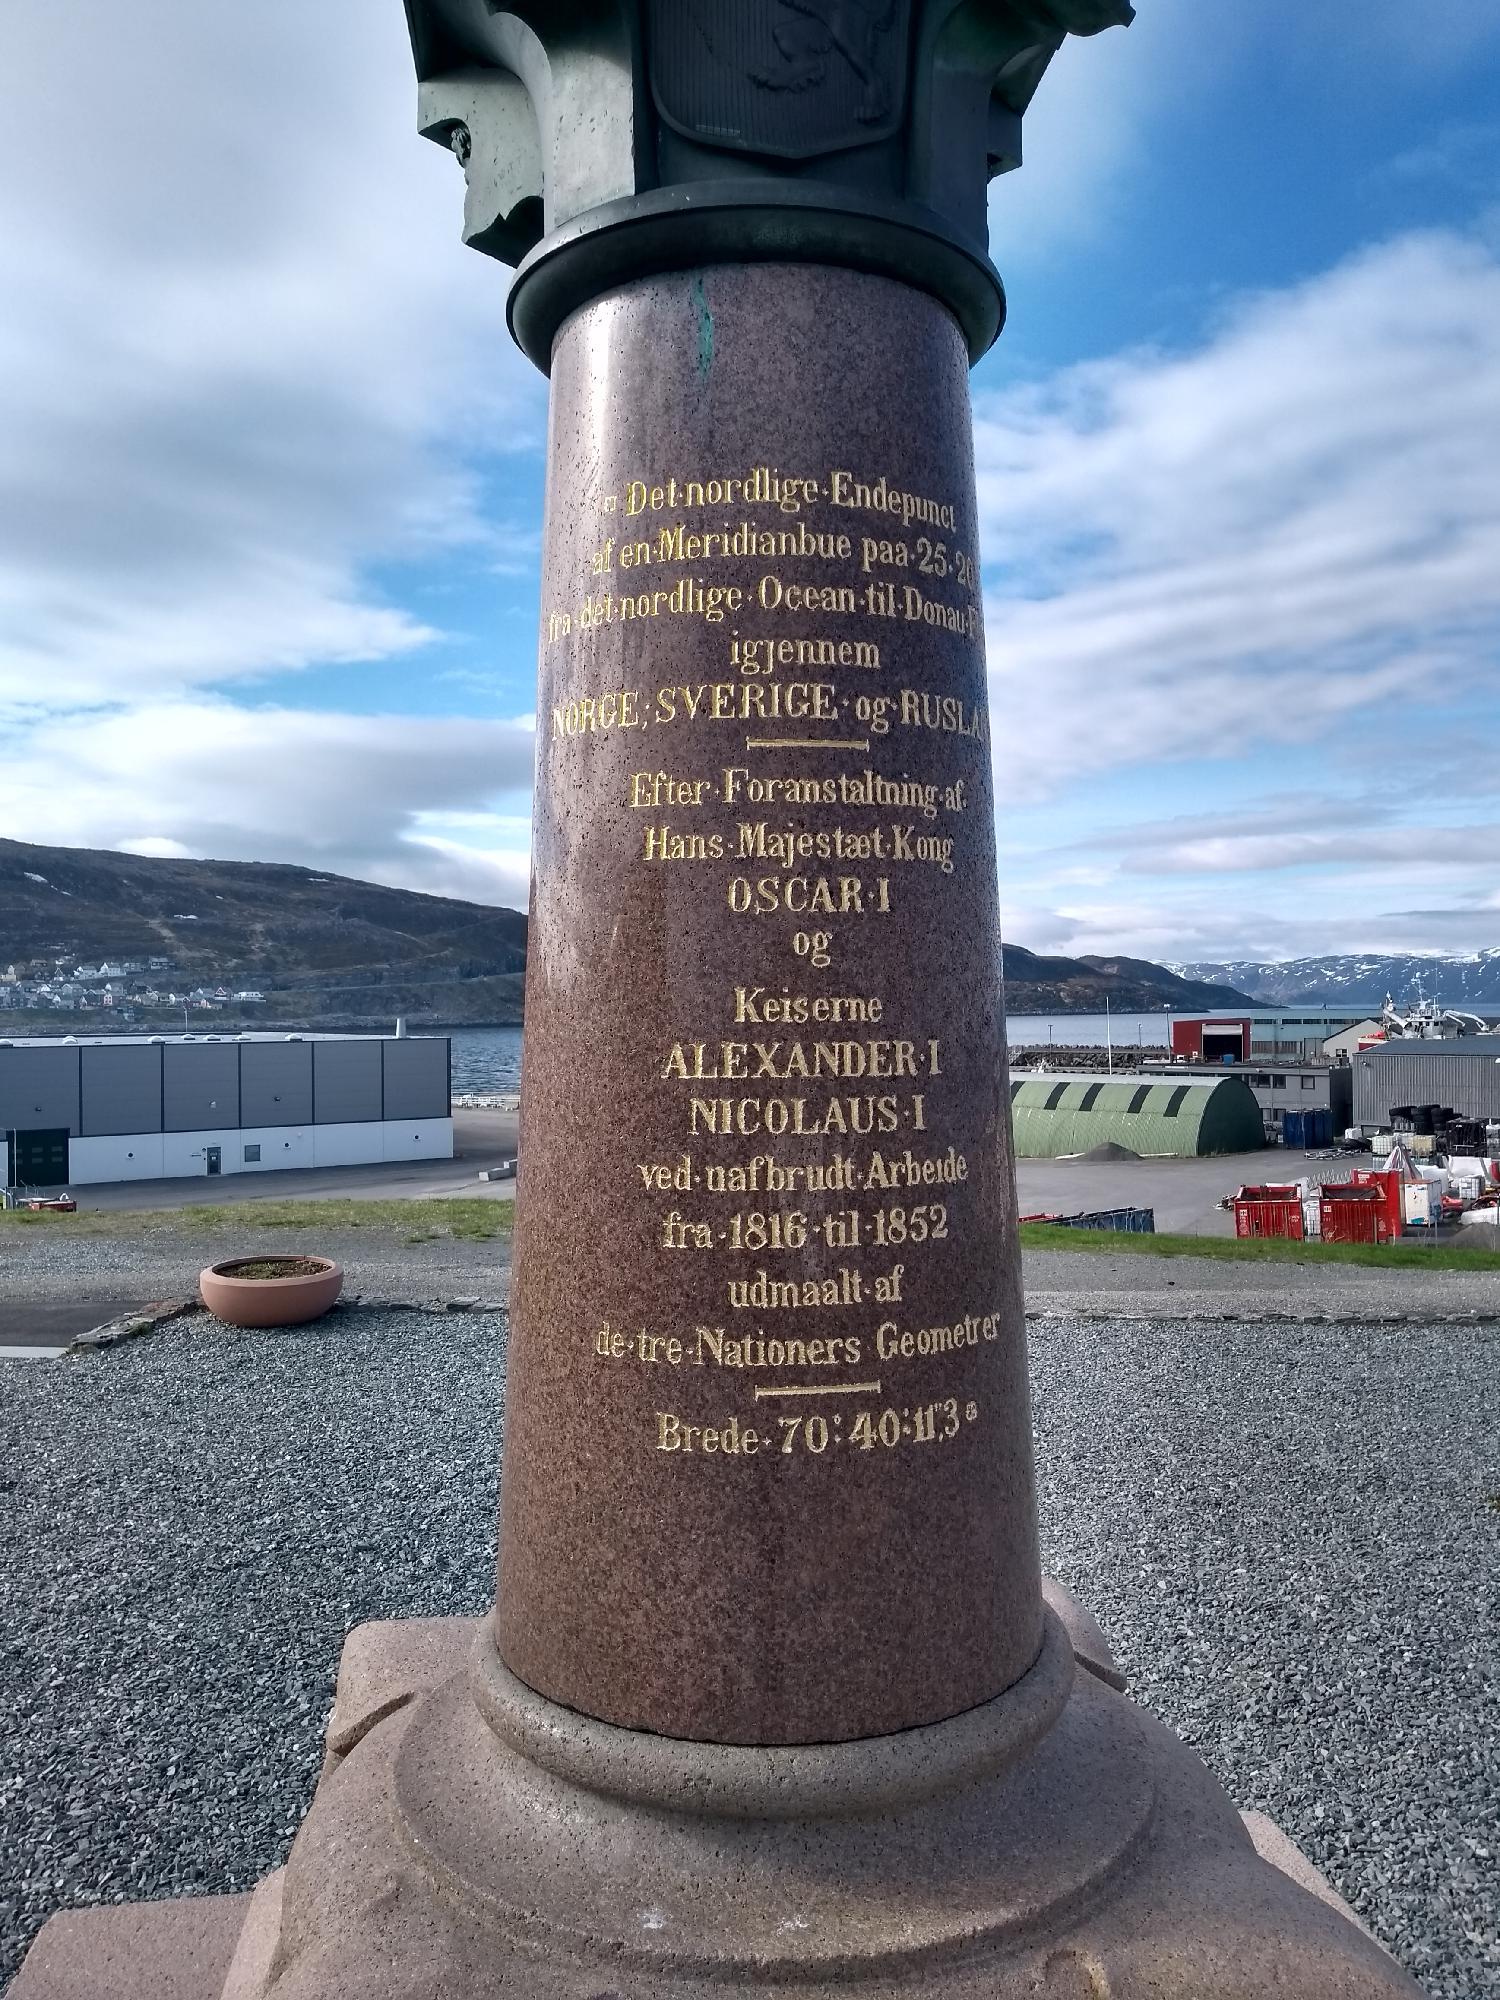 Det·nordlige·Endepunct
af en·Meridianbue paa·25·20
fra·det·nordlige·Ocean·til·Donau
igjennem
NORGE, SVERIGE·og·RUSLA
Efter·Foranstaltning·af:
Hans·Majestæt·Kong
OSCAR·I
og
Keiserne
ALEXANDER·I
NICOLAUS·I
ved·uafbrudt·Arbeide
fra·1816·til·1852
udmaalt·af
de·tre·Nationers Geometrer
Brede·70°:40':11",3